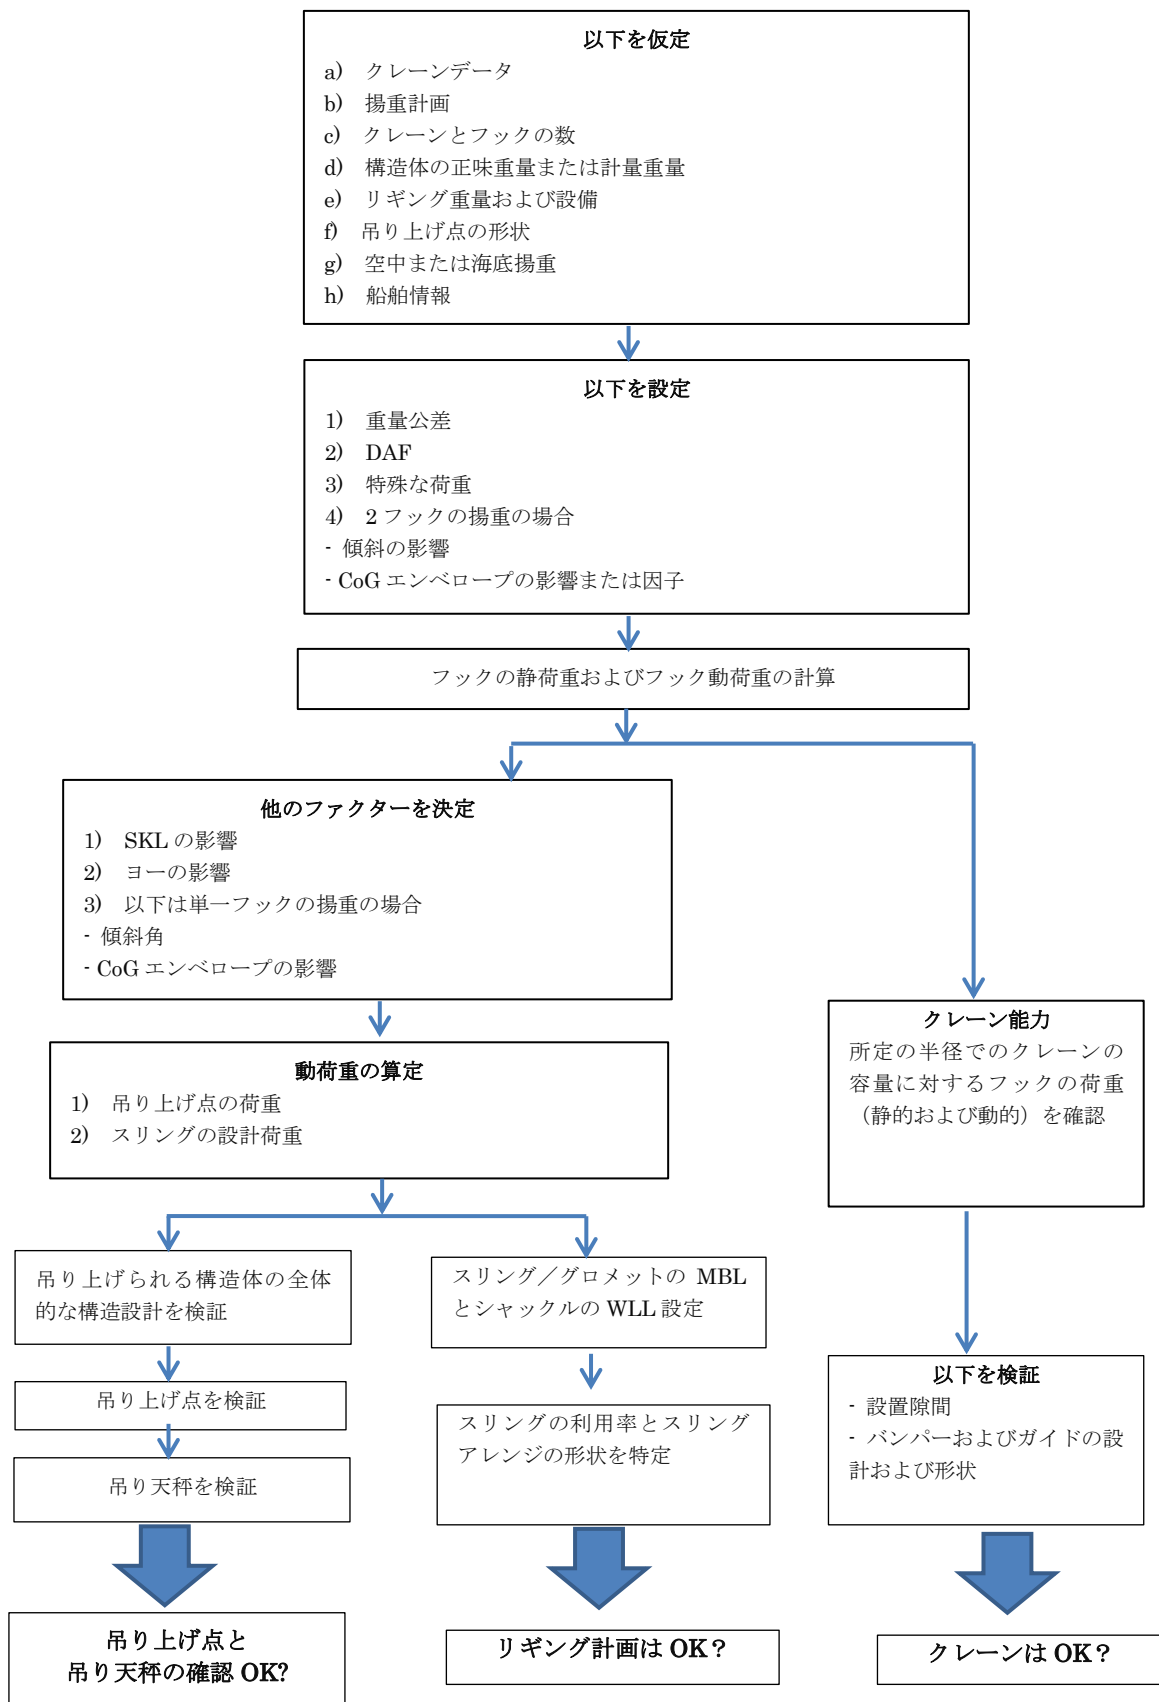 以下を仮定
a) クレーンデータ
b) 揚重計画
c) クレーンとフックの数
d) 構造体の正味重量または計量重量
e) リギング重量および設備
f) 吊り上げ点の形状
g) 空中または海底揚重
h) 船舶情報
以下を設定
1) 重量公差
2) DAF
3) 特殊な荷重
4) 2 フックの揚重の場合
- 傾斜の影響
- CoG エンベロープの影響または因子
フックの静荷重およびフック動荷重の計算
他のファクターを決定
1) SKL の影響
2) ヨーの影響
3) 以下は単一フックの揚重の場合
- 傾斜角
- CoG エンベロープの影響
動荷重の算定
1) 吊り上げ点の荷重
2) スリングの設計荷重
クレーン能力
所定の半径でのクレーンの
容量に対するフックの荷重
（静的および動的）を確認
吊り上げられる構造体の全体
的な構造設計を検証
吊り上げ点を検証
吊り天秤を検証
スリング／グロメットの MBL
とシャックルの WLL 設定
スリングの利用率とスリング
アレンジの形状を特定
以下を検証
- 設置隙間
- バンパーおよびガイドの設
計および形状
吊り上げ点と
吊り天秤の確認 OK?
リギング計画は OK？
クレーンは OK？